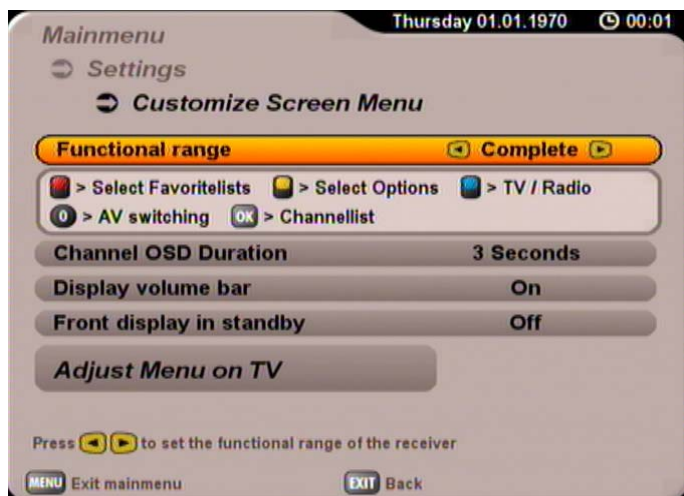 Thursday 01.01.1970 00:01
Mainmenu
Settings
Customize Screen Menu
Functional range Complete
> Select Favoritelists > Select Options > TV / Radio
0 > AV switching OK > Channellist
Channel OSD Duration 3 Seconds
Display volume bar On
Front display in standby Off
Adjust Menu on TV
Press to set the functional range of the receiver
MENU Exit mainmenu EXIT Back